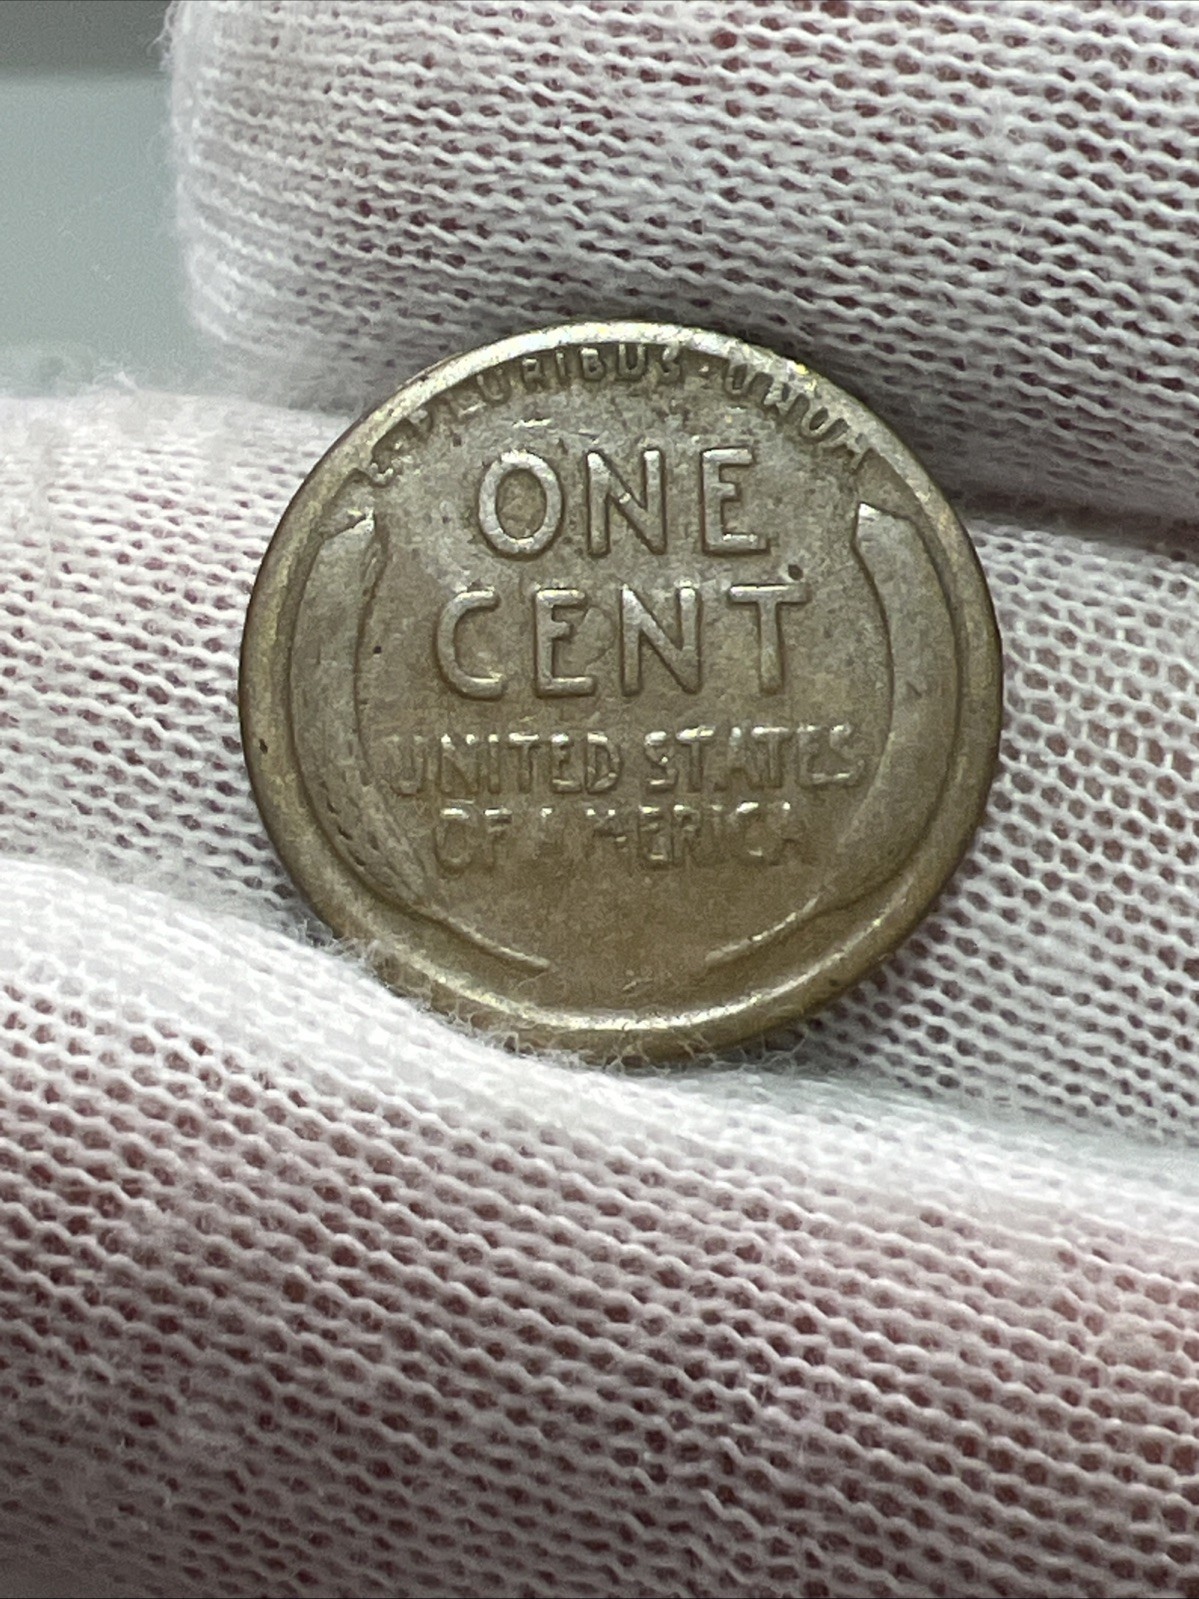 E · PLURIBUS · UNUM
ONE
CENT
UNITED STATES
OF AMERICA